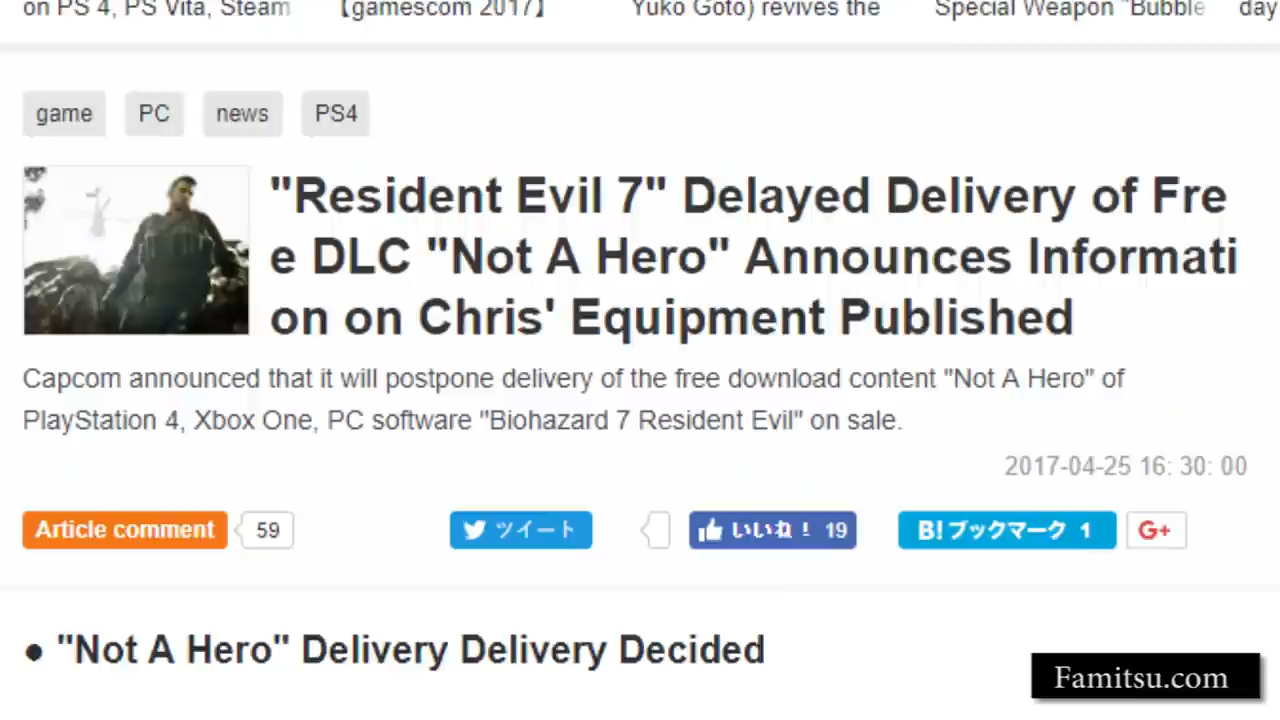 on PS 4, PS Vita, Steam 【gamescom 2017】 Yuko Goto) revives the Special Weapon "Bubble day
game PC news PS4
"Resident Evil 7" Delayed Delivery of Fre
e DLC "Not A Hero" Announces Informati
on on Chris' Equipment Published
Capcom announced that it will postpone delivery of the free download content "Not A Hero" of
PlayStation 4, Xbox One, PC software "Biohazard 7 Resident Evil" on sale.
2017-04-25 16: 30: 00
Article comment 59 ツイート いいね！ 19 B!ブックマーク 1 G+
● "Not A Hero" Delivery Delivery Decided
Famitsu.com